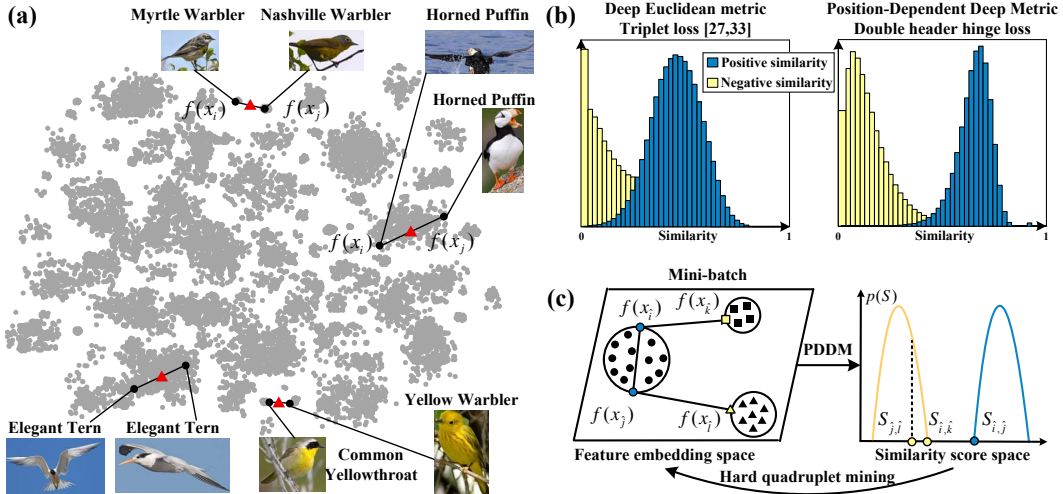 (a)
Myrtle Warbler
Nashville Warbler
Horned Puffin
f(x_i)
f(x_j)
Horned Puffin
f(x_i)
f(x_j)
Yellow Warbler
Elegant Tern
Elegant Tern
Common
Yellowthroat
(b)
Deep Euclidean metric
Triplet loss [27,33]
Position-Dependent Deep Metric
Double header hinge loss
Positive similarity
Negative similarity
0
Similarity
1
0
Similarity
1
(c)
Mini-batch
f(x_î)
f(x_k̂)
f(x_ĵ)
f(x_l̂)
Feature embedding space
PDDM
p(S)
S_ĵ,l̂
S_î,k̂
S_î,ĵ
Similarity score space
Hard quadruplet mining